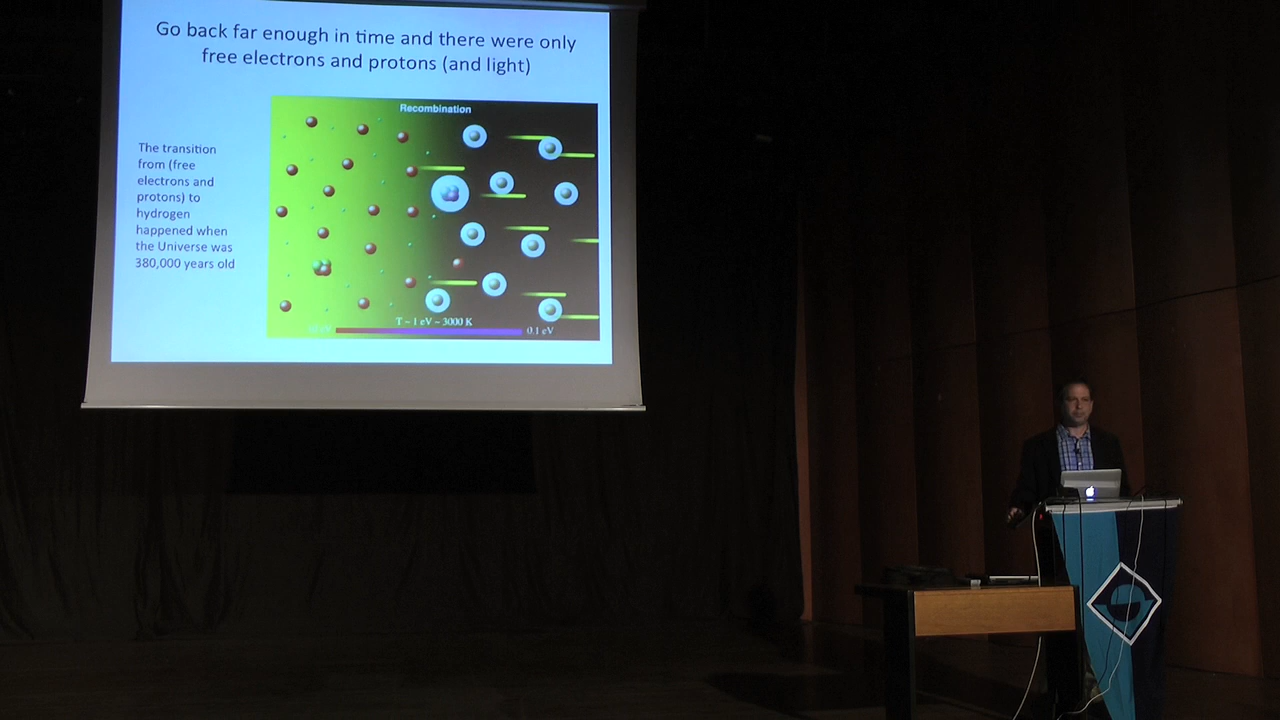 Go back far enough in time and there were only
free electrons and protons (and light)
Recombination
The transition
from (free
electrons and
protons) to
hydrogen
happened when
the Universe was
380,000 years old
T ~ 1 eV ~ 3000 K
0.1 eV